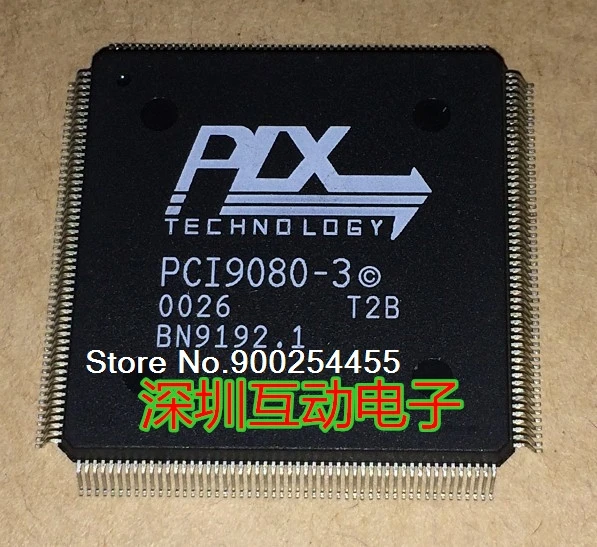 PLX
TECHNOLOGY
PCI9080-3©
0026 T2B
BN9192.1
Store No.900254455
深圳互动电子